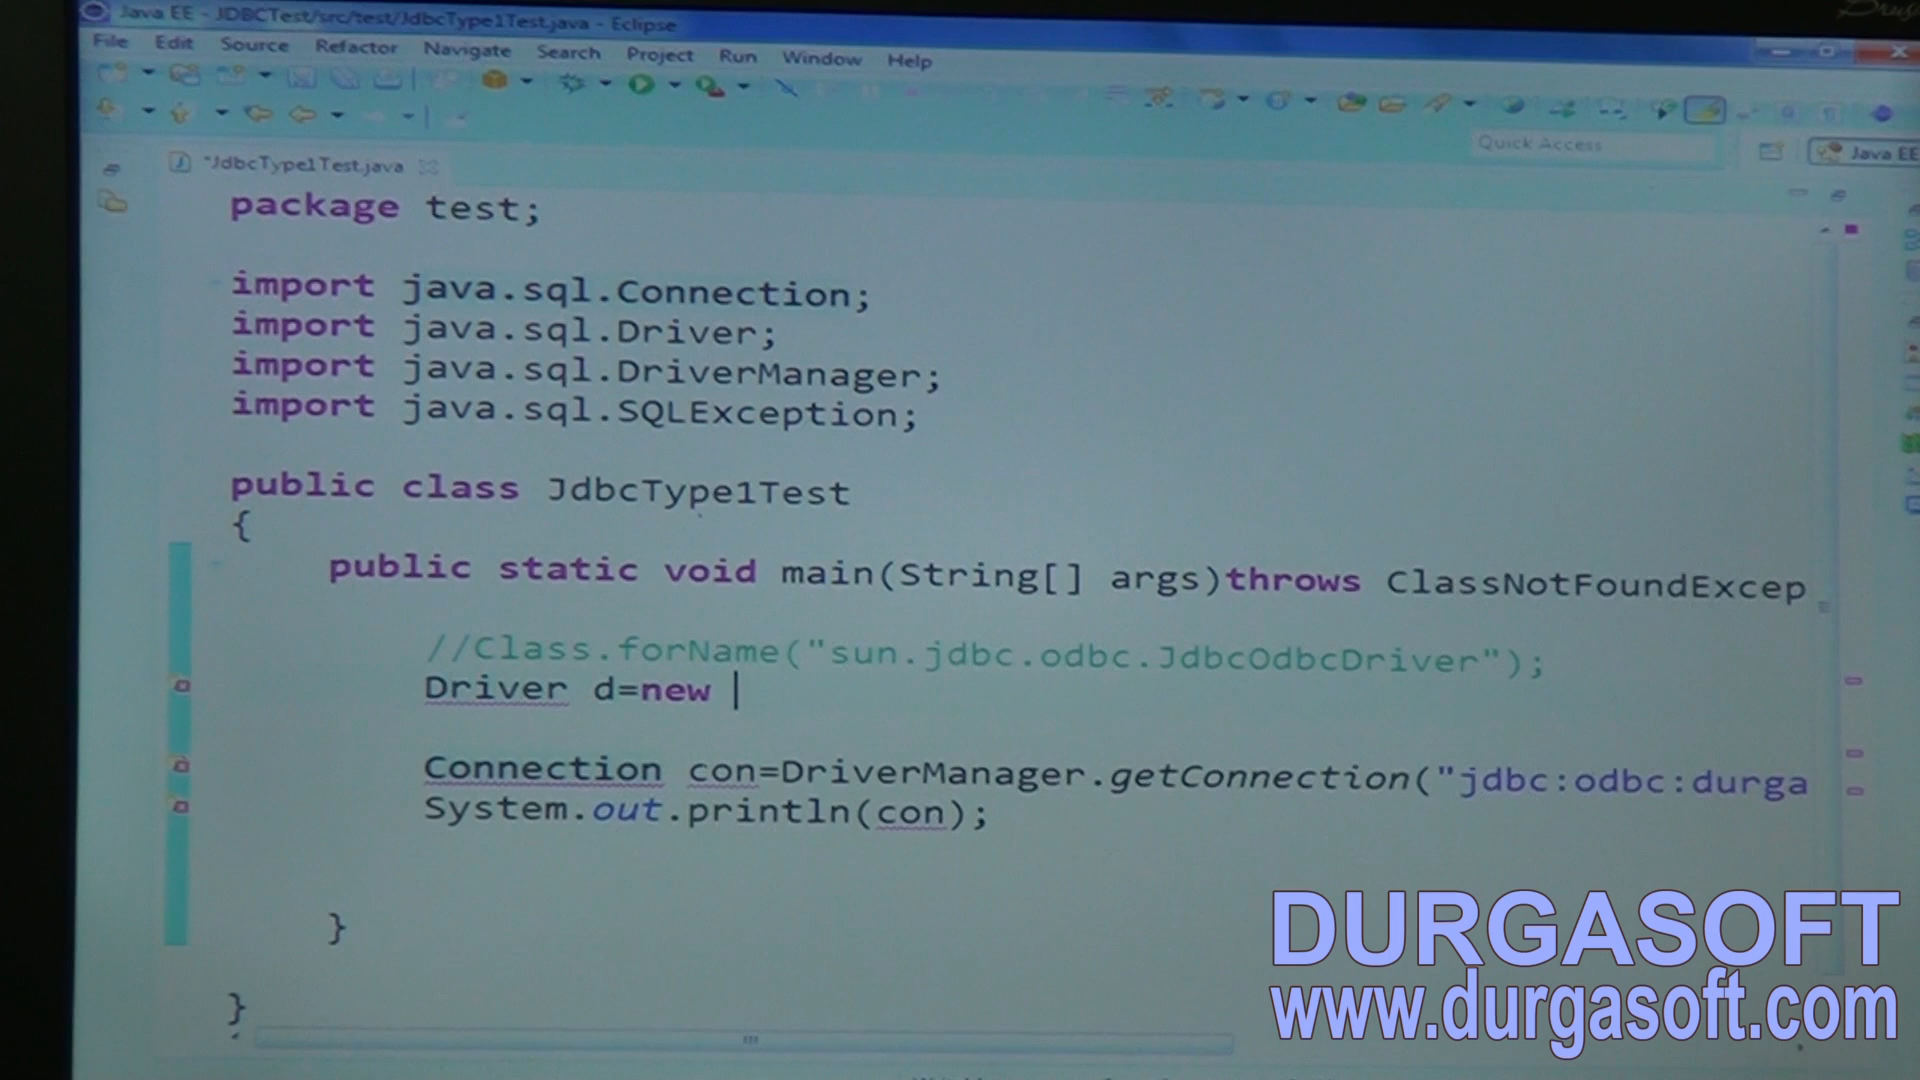 Java EE - JDBCTest/src/test/JdbcType1Test.java - Eclipse
File Edit Source Refactor Navigate Search Project Run Window Help
Quick Access
Java EE
*JdbcType1Test.java
package test;
import java.sql.Connection;
import java.sql.Driver;
import java.sql.DriverManager;
import java.sql.SQLException;
public class JdbcType1Test
{
public static void main(String[] args)throws ClassNotFoundExcep
//Class.forName("sun.jdbc.odbc.JdbcOdbcDriver");
Driver d=new
Connection con=DriverManager.getConnection("jdbc:odbc:durga
System.out.println(con);
}
}
DURGASOFT
www.durgasoft.com